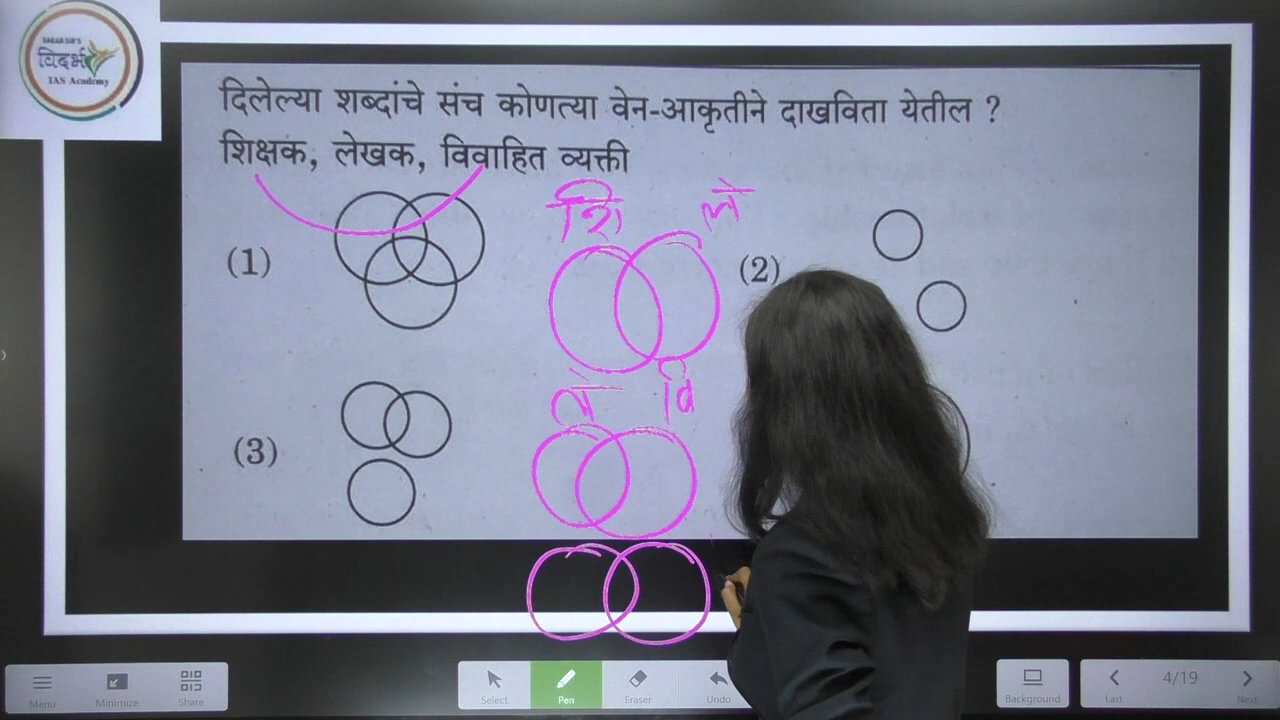 SAGAR SIR'S
विदर्भ
IAS Academy
दिलेल्या शब्दांचे संच कोणत्या वेन-आकृतीने दाखविता येतील ?
शिक्षक, लेखक, विवाहित व्यक्ती
शि ले
(1) (2)
ले वि
(3)
Menu Minimize Share Select Pen Eraser Undo Background Last 4/19 Next